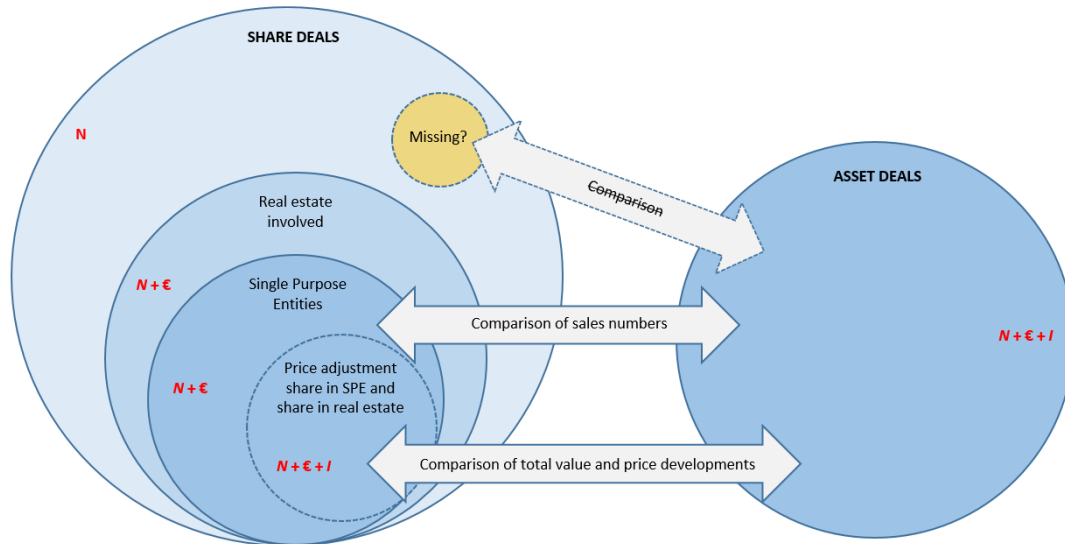 SHARE DEALS
N
Missing?
Comparison
ASSET DEALS
Real estate
involved
N + €
Single Purpose
Entities
Comparison of sales numbers
N + € + I
N + €
Price adjustment
share in SPE and
share in real estate
N + € + I
Comparison of total value and price developments